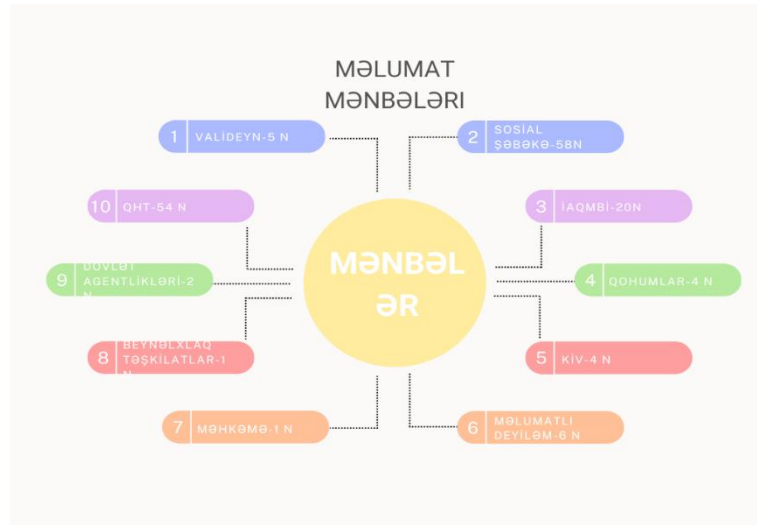 MƏLUMAT
MƏNBƏLƏRI
1 VALİDEYN-5 N
2 SOSİAL
ŞƏBƏKƏ-58N
10 QHT-54 N
3 İAQMBİ-20N
MƏNBƏL
ƏR
9 DÖVLƏT
AGENTLİKLƏRİ-2
N
4 QOHUMLAR-4 N
8 BEYNƏLXLAQ
TƏŞKİLATLAR-1
N
5 KİV-4 N
7 MƏHKƏMƏ-1 N
6 MƏLUMATLI
DEYİLƏM-6 N